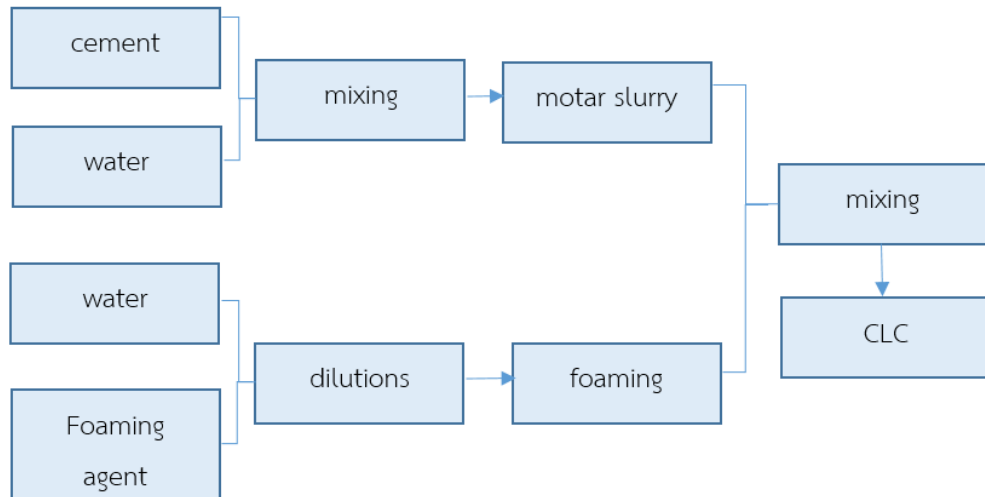 cement
mixing
motar slurry
water
mixing
water
CLC
dilutions
foaming
Foaming
agent